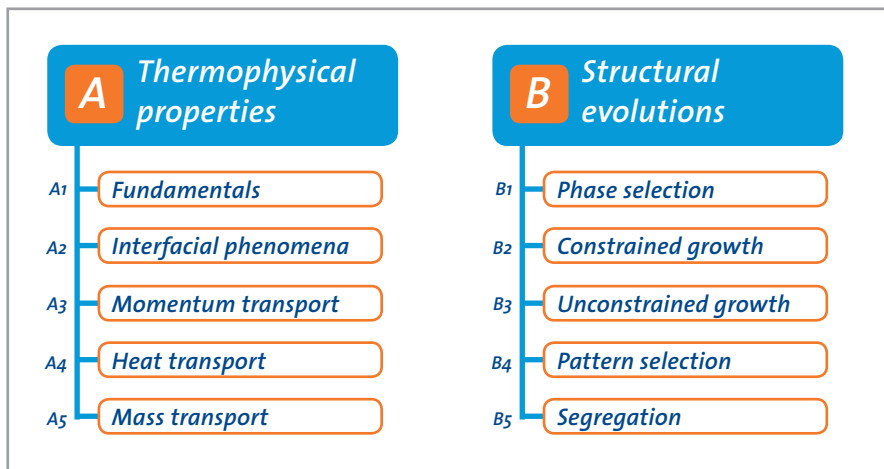 A
Thermophysical
properties
A1 Fundamentals
A2 Interfacial phenomena
A3 Momentum transport
A4 Heat transport
A5 Mass transport
B
Structural
evolutions
B1 Phase selection
B2 Constrained growth
B3 Unconstrained growth
B4 Pattern selection
B5 Segregation